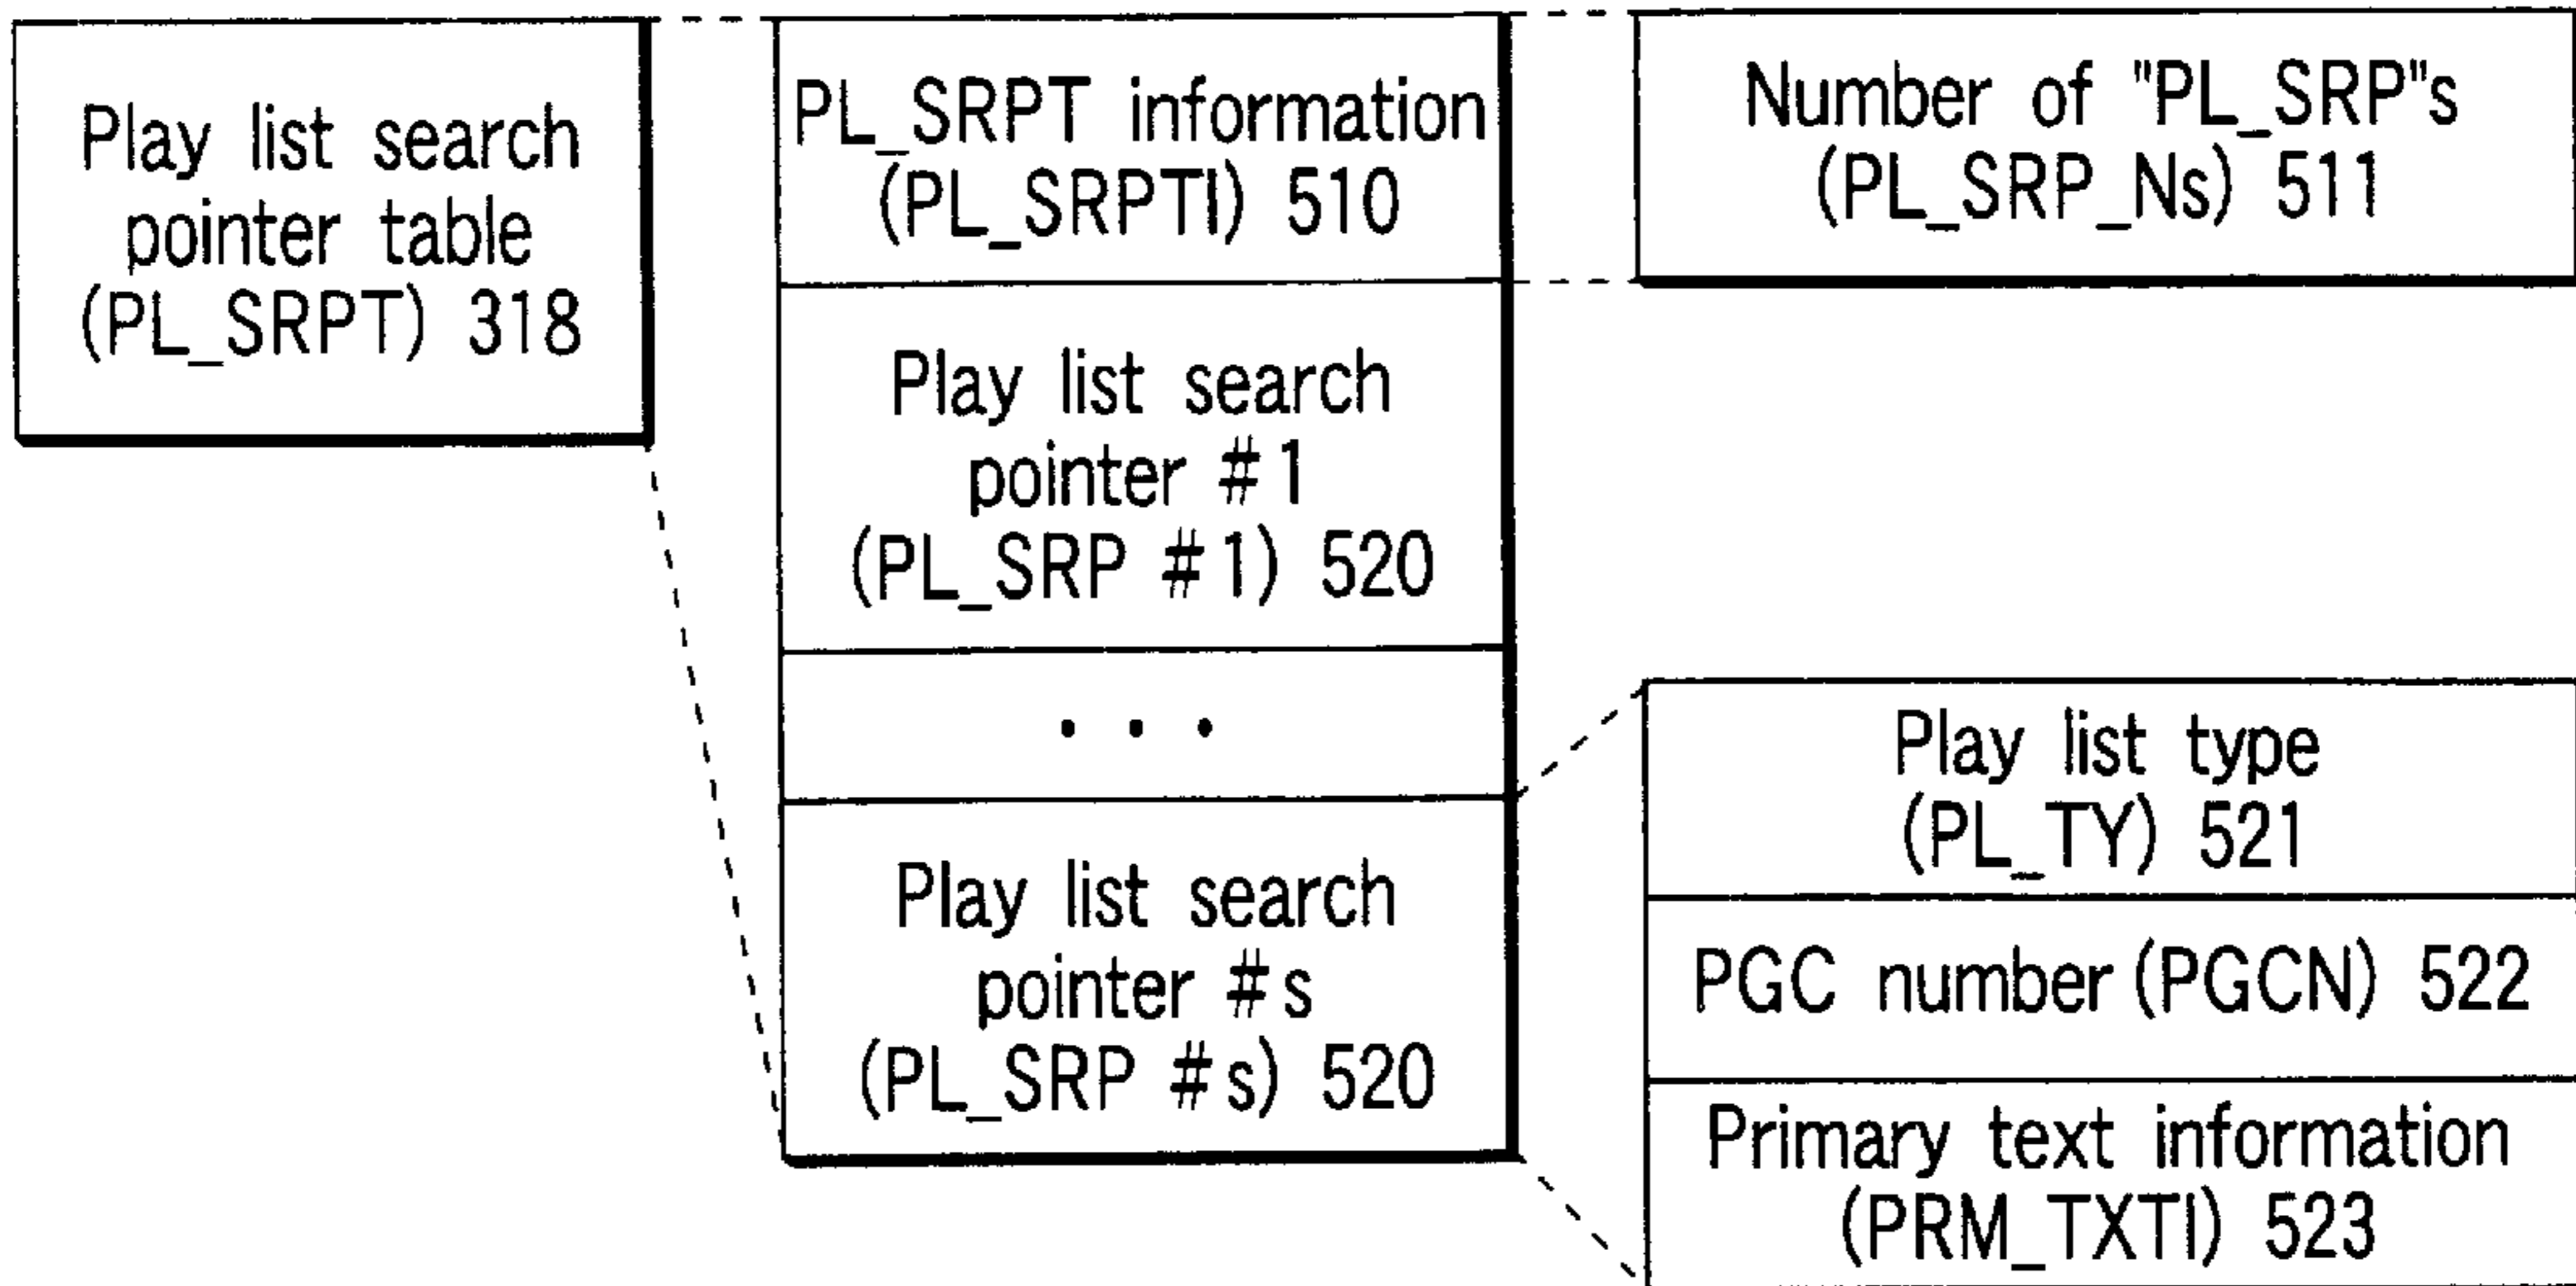 Play list search
pointer table
(PL_SRPT) 318
PL_SRPT information
(PL_SRPTI) 510
Play list search
pointer #1
(PL_SRP #1) 520
• • •
Play list search
pointer #s
(PL_SRP #s) 520
Number of "PL_SRP"s
(PL_SRP_Ns) 511
Play list type
(PL_TY) 521
PGC number (PGCN) 522
Primary text information
(PRM_TXTI) 523